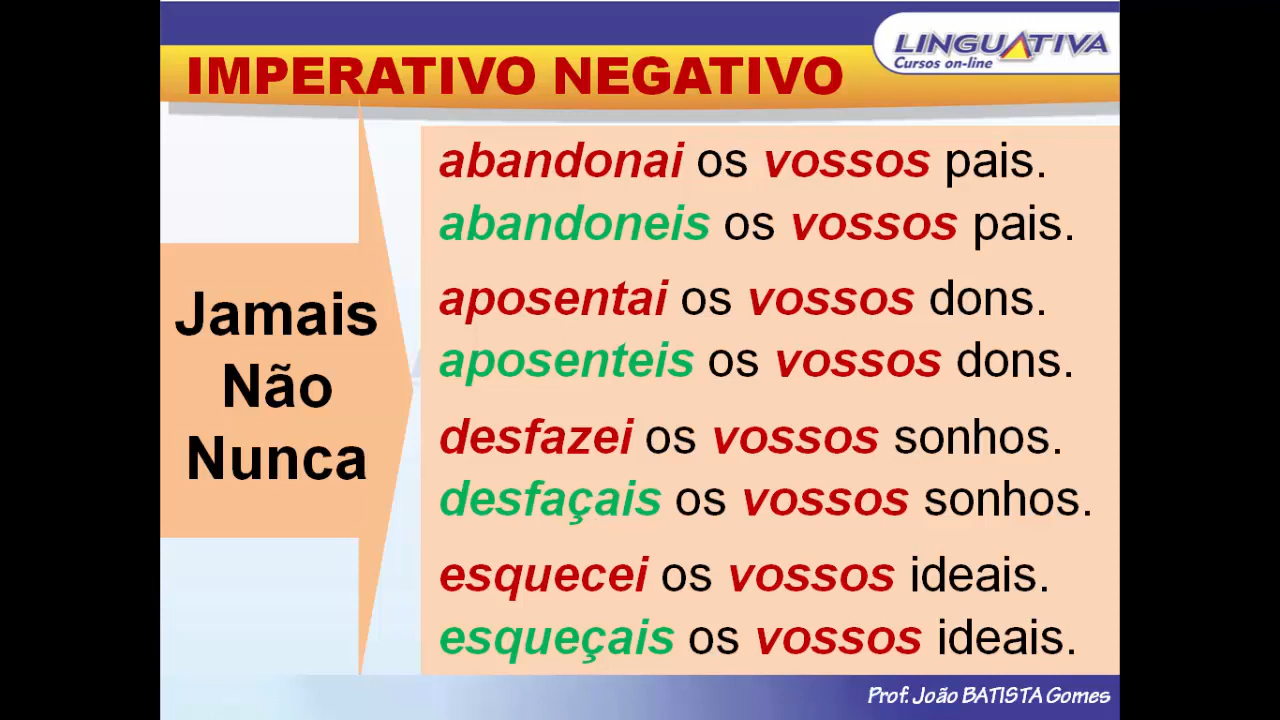 LINGUATIVA
Cursos on-line
IMPERATIVO NEGATIVO
Jamais
Não
Nunca
abandonai os vossos pais.
abandoneis os vossos pais.
aposentai os vossos dons.
aposenteis os vossos dons.
desfazei os vossos sonhos.
desfaçais os vossos sonhos.
esquecei os vossos ideais.
esqueçais os vossos ideais.
Prof. João BATISTA Gomes